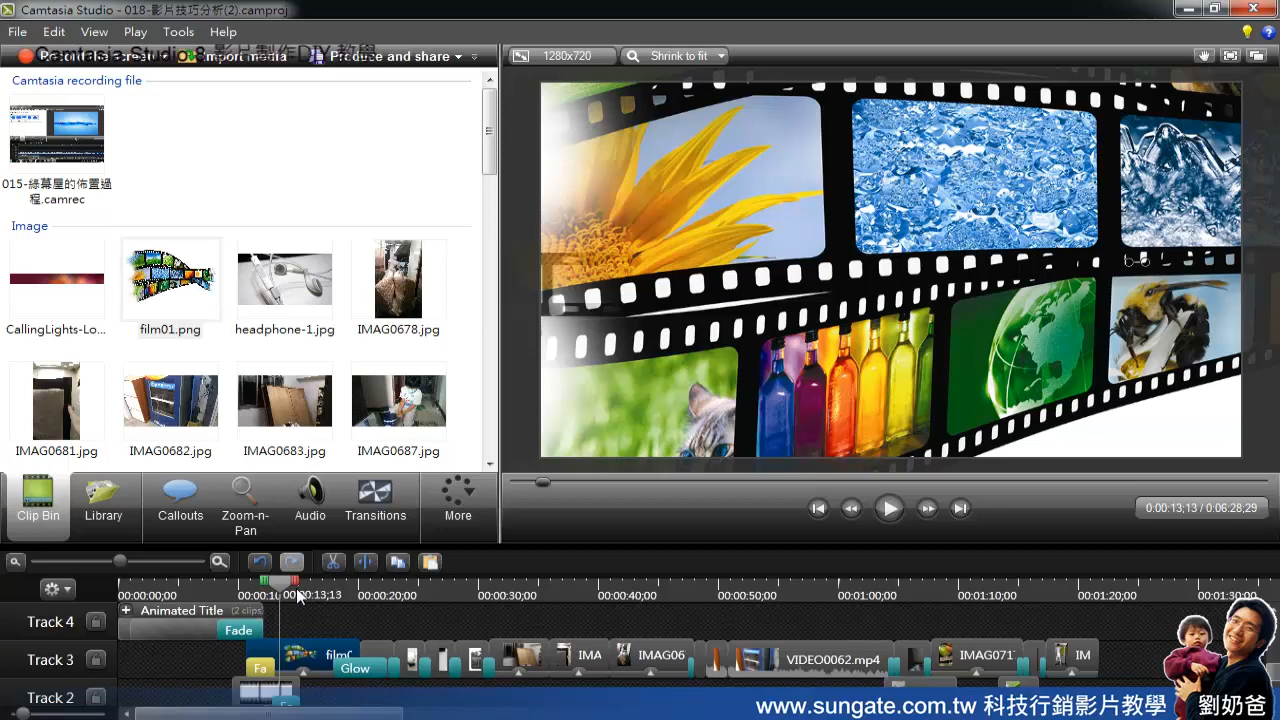 Camtasia Studio - 018-影片技巧分析(2).camproj
File Edit View Play Tools Help
Camtasia Studio 8 影片製作DIY 教學
Import media Produce and share
1280x720 Shrink to fit
Camtasia recording file
015-綠幕屋的佈置過程.camrec
Image
CallingLights-Lo... film01.png headphone-1.jpg IMAG0678.jpg
IMAG0681.jpg IMAG0682.jpg IMAG0683.jpg IMAG0687.jpg
Clip Bin Library Callouts Zoom-n-Pan Audio Transitions More
0:00:13;13 / 0:06:28;29
00:00:00;00 00:00:10 00:00:13;13 00:00:20;00 00:00:30;00 00:00:40;00 00:00:50;00 00:01:00;00 00:01:10;00 00:01:20;00 00:01:30;00
Track 4 Animated Title (2 clips)
Fade
Track 3 Fa film0 Glow IMA IMAG06 VIDEO0062.mp4 IMAG071 IM
Track 2
www.sungate.com.tw 科技行銷影片教學 劉奶爸